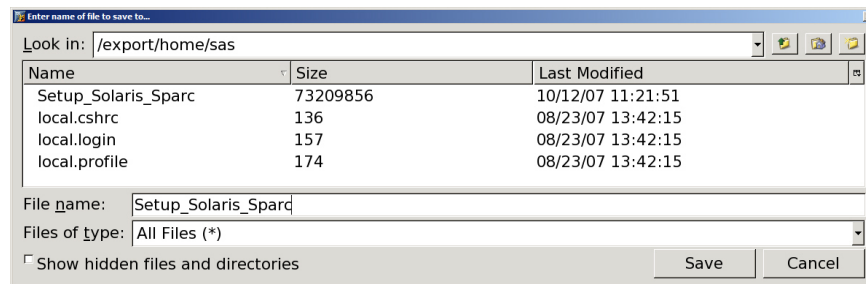 Enter name of file to save to...
Look in: /export/home/sas
Name Size Last Modified
Setup_Solaris_Sparc 73209856 10/12/07 11:21:51
local.cshrc 136 08/23/07 13:42:15
local.login 157 08/23/07 13:42:15
local.profile 174 08/23/07 13:42:15
File name: Setup_Solaris_Sparc
Files of type: All Files (*)
Show hidden files and directories Save Cancel